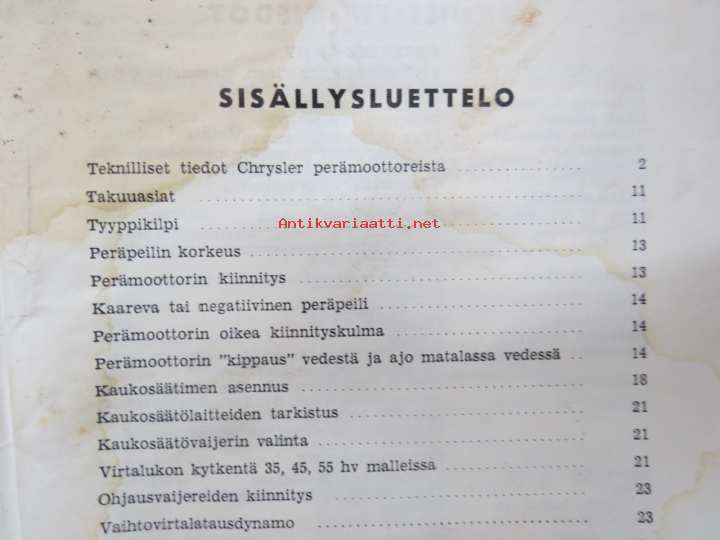 SISÄLLYSLUETTELO
Teknilliset tiedot Chrysler perämoottoreista .................. 2
Takuuasiat .................. 11
Tyyppikilpi .................. 11
Antikvariaatti.net
Peräpeilin korkeus .................. 13
Perämoottorin kiinnitys .................. 13
Kaareva tai negatiivinen peräpeili .................. 14
Perämoottorin oikea kiinnityskulma .................. 14
Perämoottorin "kippaus" vedestä ja ajo matalassa vedessä .. 14
Kaukosäätimen asennus .................. 18
Kaukosäätölaitteiden tarkistus .................. 21
Kaukosäätövaijerin valinta .................. 21
Virtalukon kytkentä 35, 45, 55 hv malleissa .................. 21
Ohjausvaijereiden kiinnitys .................. 23
Vaihtovirtalatausdynamo .................. 23